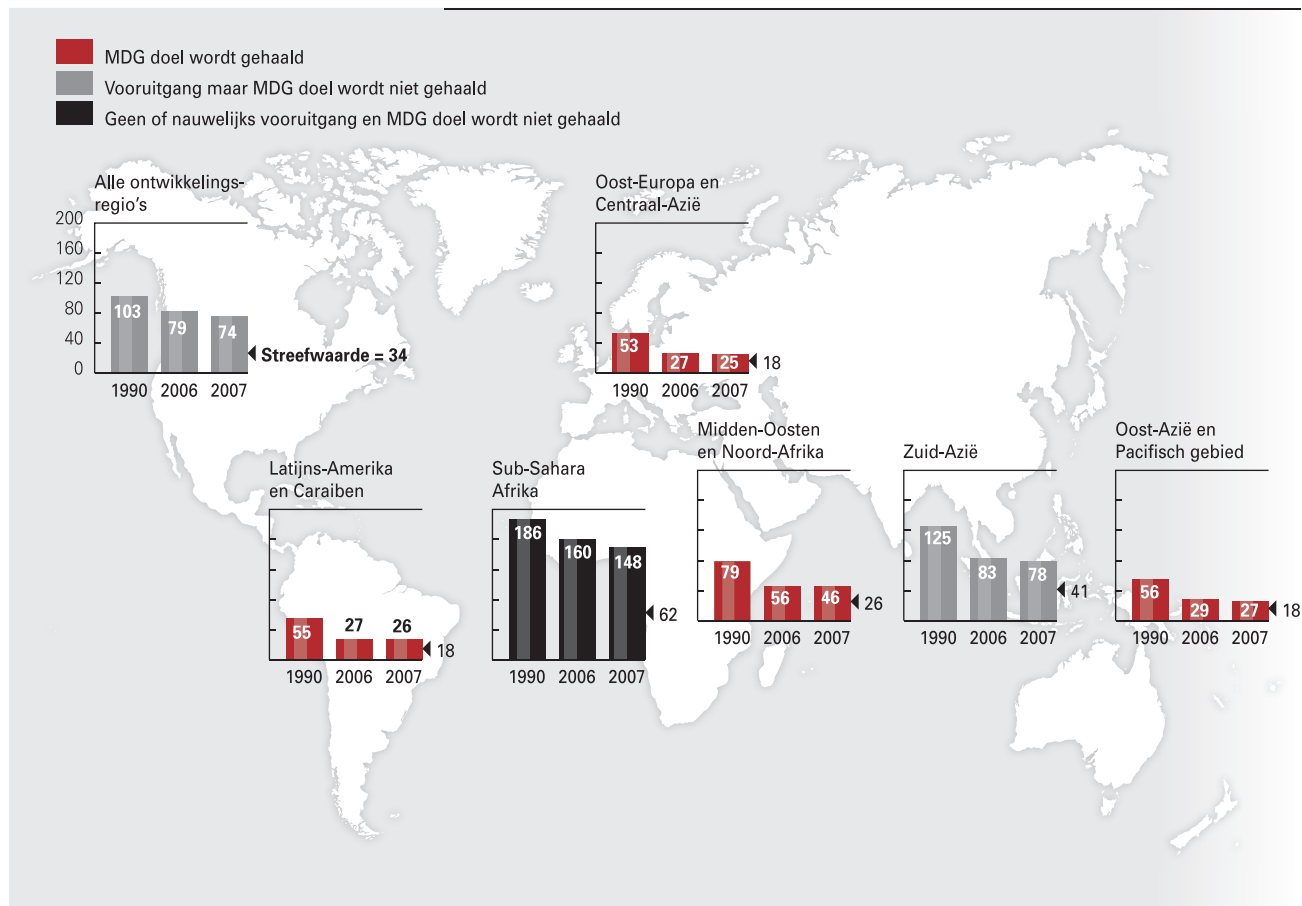 MDG doel wordt gehaald
Vooruitgang maar MDG doel wordt niet gehaald
Geen of nauwelijks vooruitgang en MDG doel wordt niet gehaald
Alle ontwikkelings-
regio's
200
160
120
80
40
0
103
79
74
Streefwaarde = 34
1990 2006 2007
Oost-Europa en
Centraal-Azië
53
27
25
18
1990 2006 2007
Latijns-Amerika
en Caraiben
55
27
26
18
1990 2006 2007
Sub-Sahara
Afrika
186
160
148
62
1990 2006 2007
Midden-Oosten
en Noord-Afrika
79
56
46
26
1990 2006 2007
Zuid-Azië
125
83
78
41
1990 2006 2007
Oost-Azië en
Pacifisch gebied
56
29
27
18
1990 2006 2007